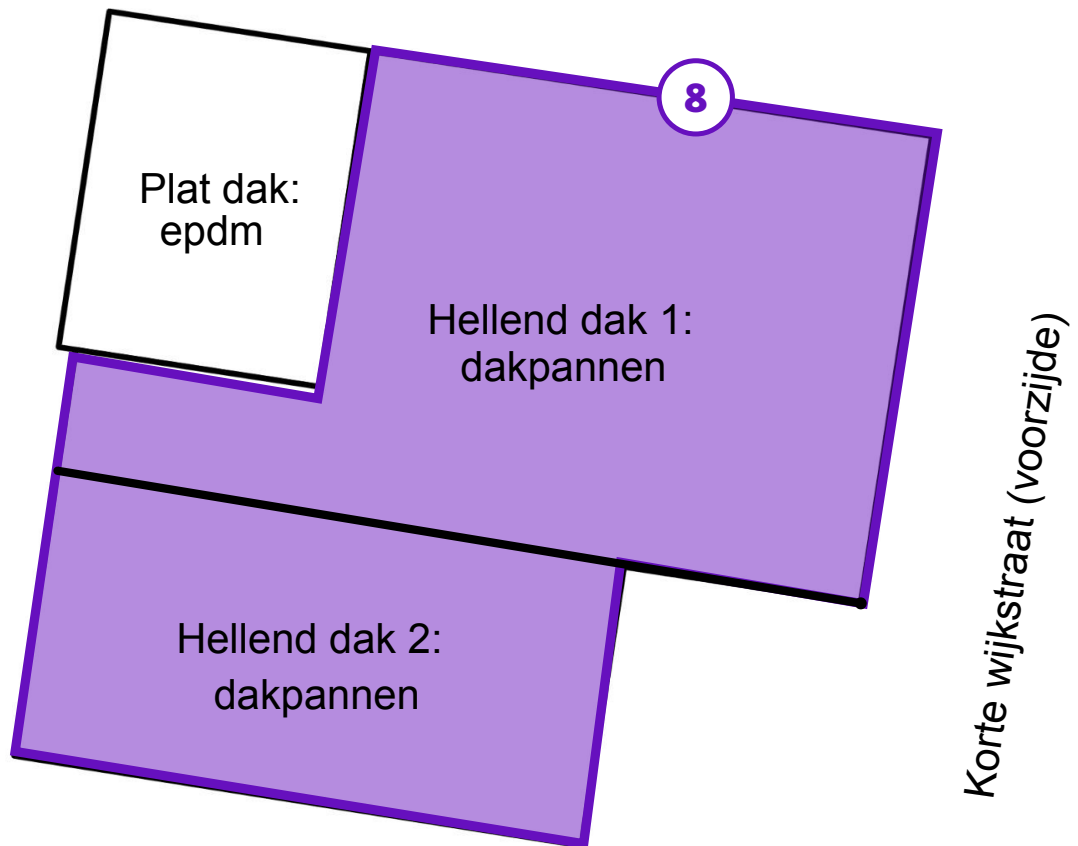 8
Plat dak:
epdm
Hellend dak 1:
dakpannen
Hellend dak 2:
dakpannen
Korte wijkstraat (voorzijde)